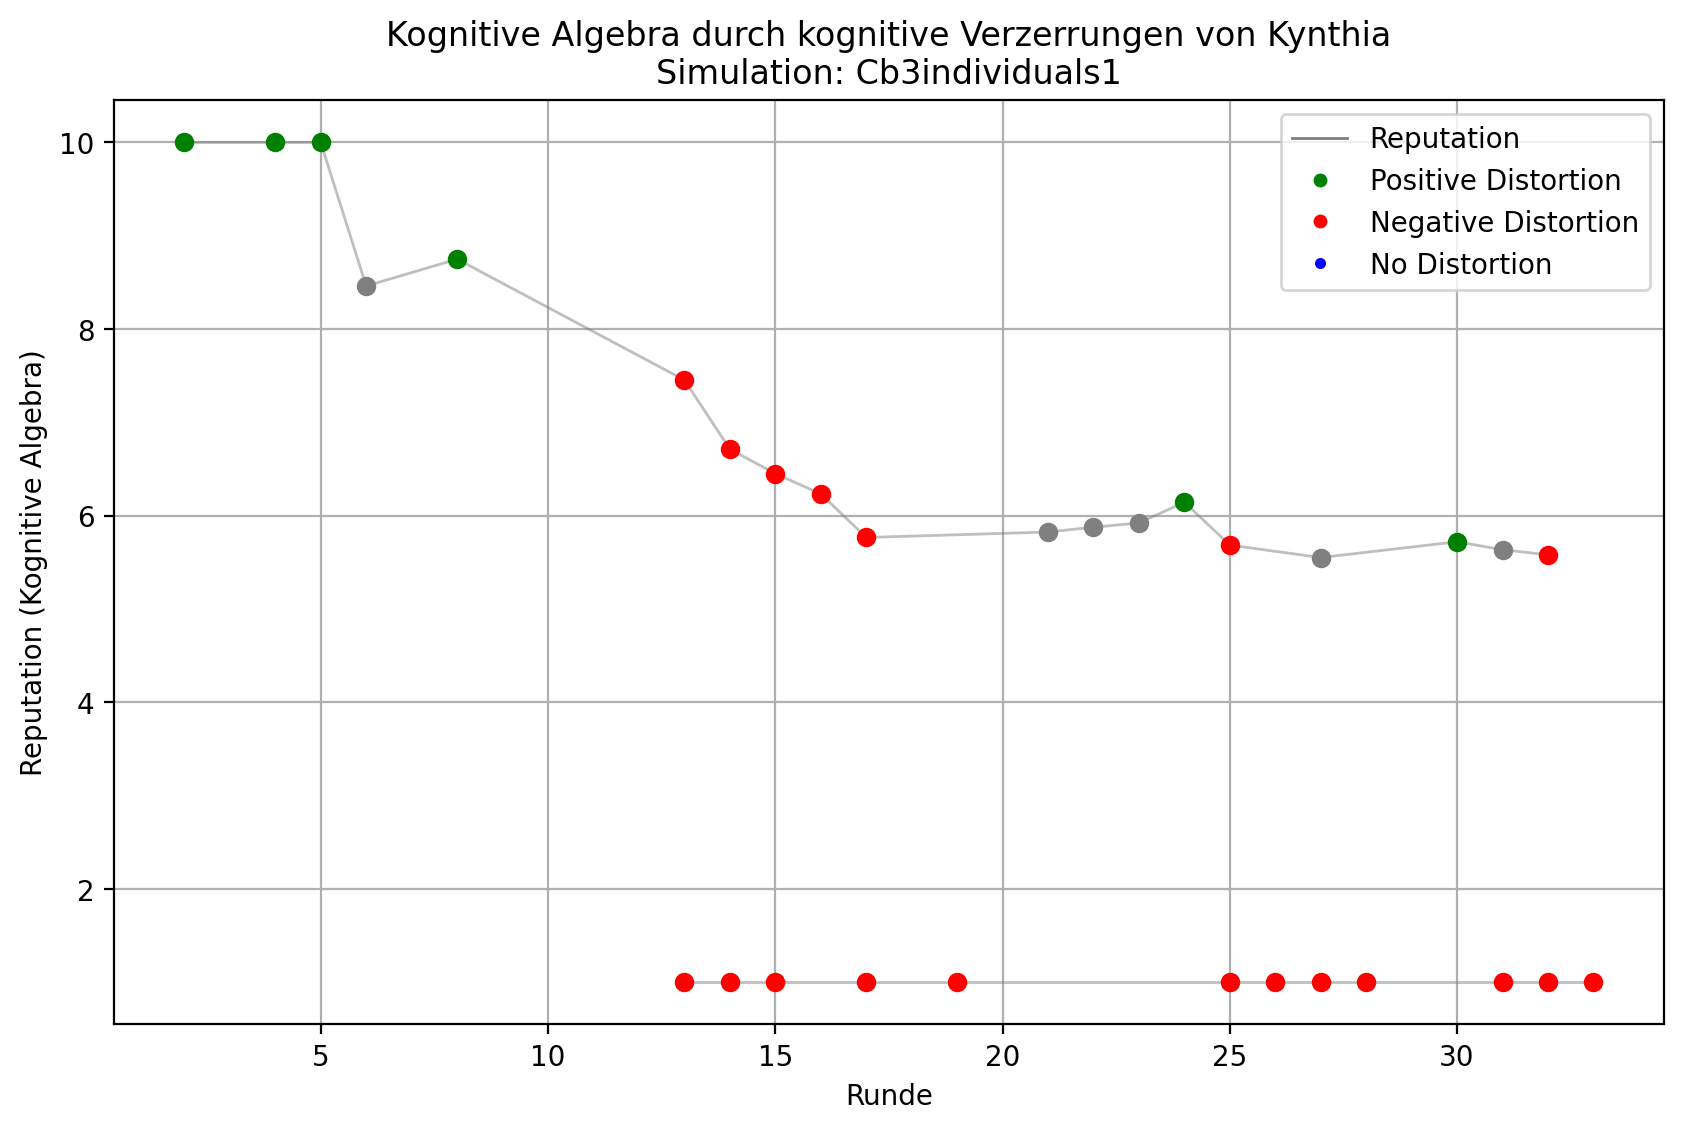 Kognitive Algebra durch kognitive Verzerrungen von Kynthia
Simulation: Cb3individuals1
Reputation
Positive Distortion
Negative Distortion
No Distortion
Reputation (Kognitive Algebra)
10
8
6
4
2
5 10 15 20 25 30
Runde